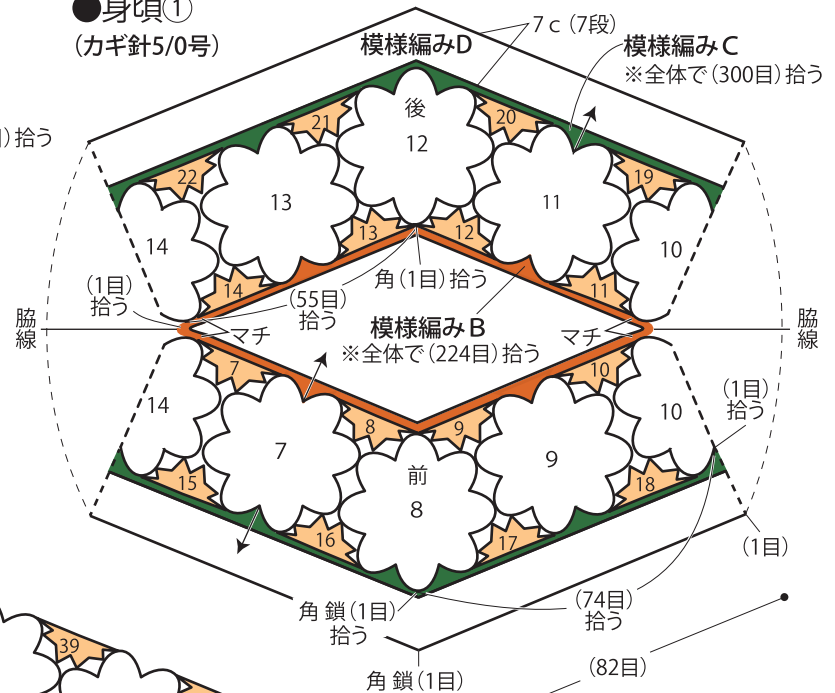 ●身頃①
(カギ針5/0号)
模様編みD
7c(7段)
模様編みC
※全体で(300目)拾う
目)拾う
後
12
21
20
22
19
13
11
14
10
13
12
14
11
角(1目)拾う
(1目)
拾う
(55目)
拾う
脇線
マチ
模様編みB
※全体で(224目)拾う
マチ
脇線
7
10
14
10
8
9
(1目)
拾う
7
9
前
8
15
18
16
17
(1目)
角 鎖(1目)
拾う
(74目)
拾う
39
(82目)
角 鎖(1目)